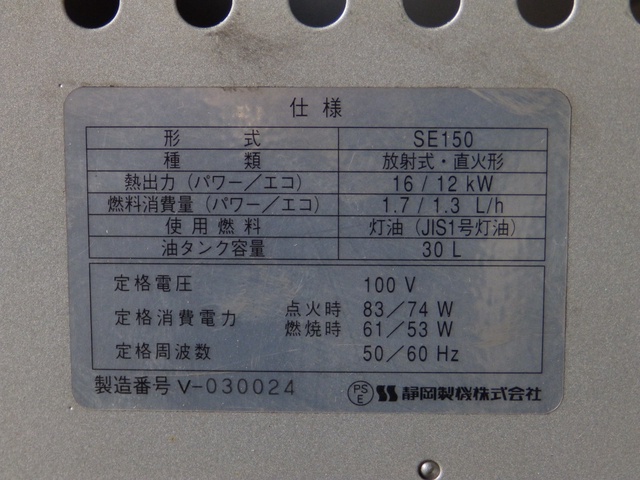 仕様
形式 SE150
種類 放射式・直火形
熱出力（パワー／エコ） 16 / 12 kW
燃料消費量（パワー／エコ） 1.7 / 1.3 L/h
使用燃料 灯油（JIS1号灯油）
油タンク容量 30 L
定格電圧 100 V
定格消費電力 点火時 83／74 W
燃焼時 61／53 W
定格周波数 50／60 Hz
製造番号 V-030024 PSE 静岡製機株式会社